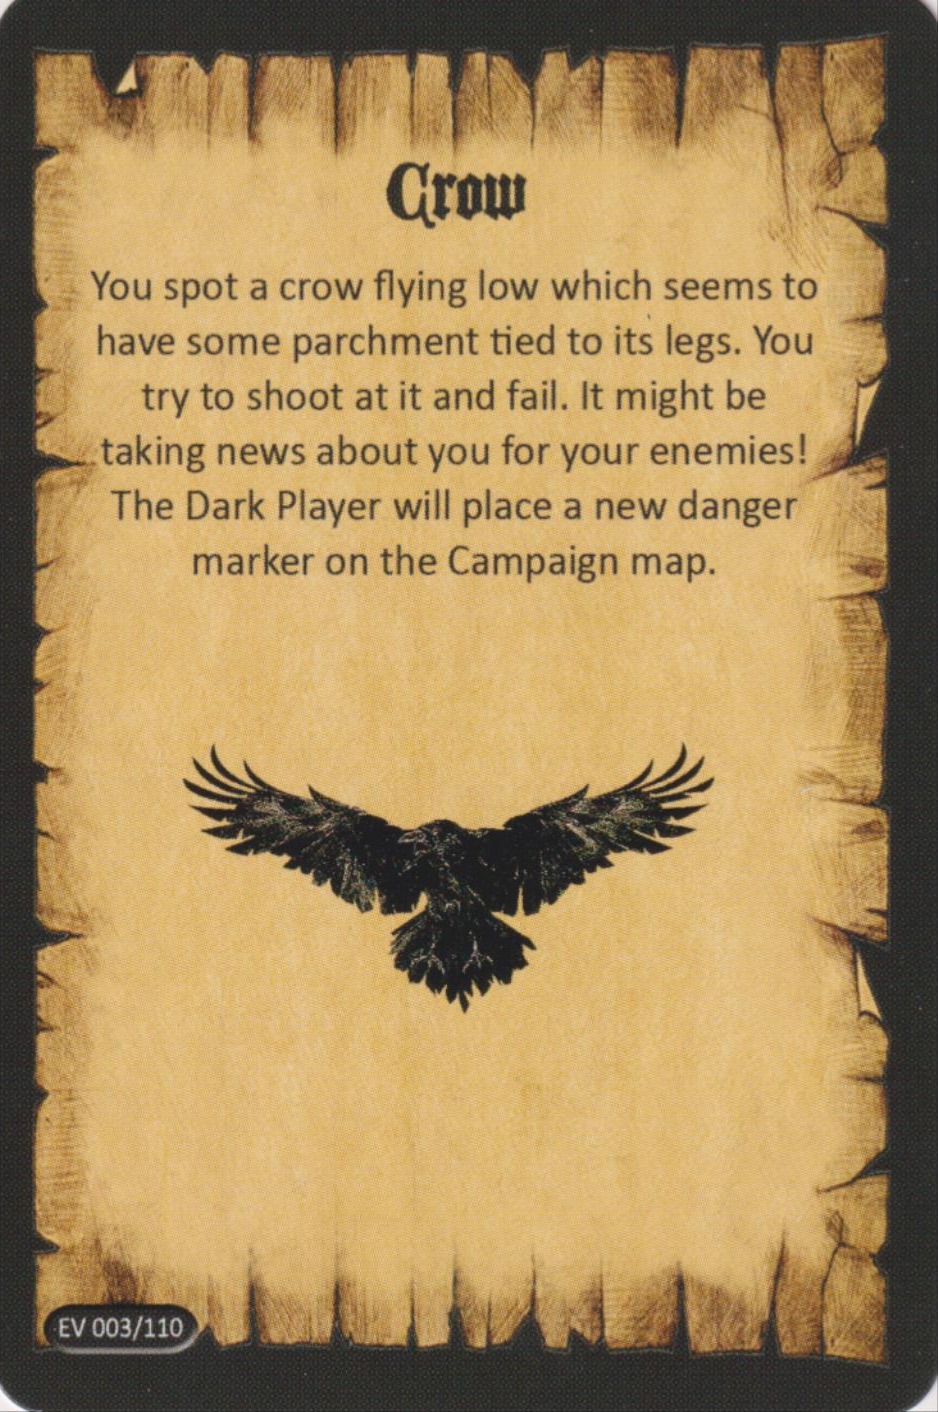 Crow
You spot a crow flying low which seems to
have some parchment tied to its legs. You
try to shoot at it and fail. It might be
taking news about you for your enemies!
The Dark Player will place a new danger
marker on the Campaign map.
EV 003/110